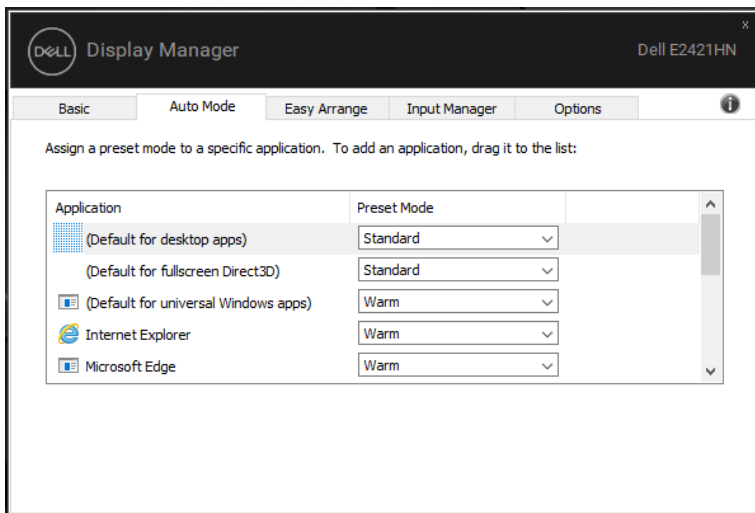 x
DELL Display Manager Dell E2421HN
Basic Auto Mode Easy Arrange Input Manager Options i
Assign a preset mode to a specific application. To add an application, drag it to the list:
Application Preset Mode
(Default for desktop apps) Standard
(Default for fullscreen Direct3D) Standard
(Default for universal Windows apps) Warm
Internet Explorer Warm
Microsoft Edge Warm